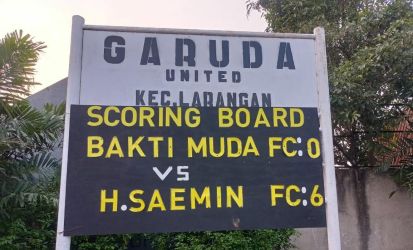 GARUDA
UNITED
KEC.LARANGAN
SCORING BOARD
BAKTI MUDA FC:0
VS
H.SAEMIN FC:6